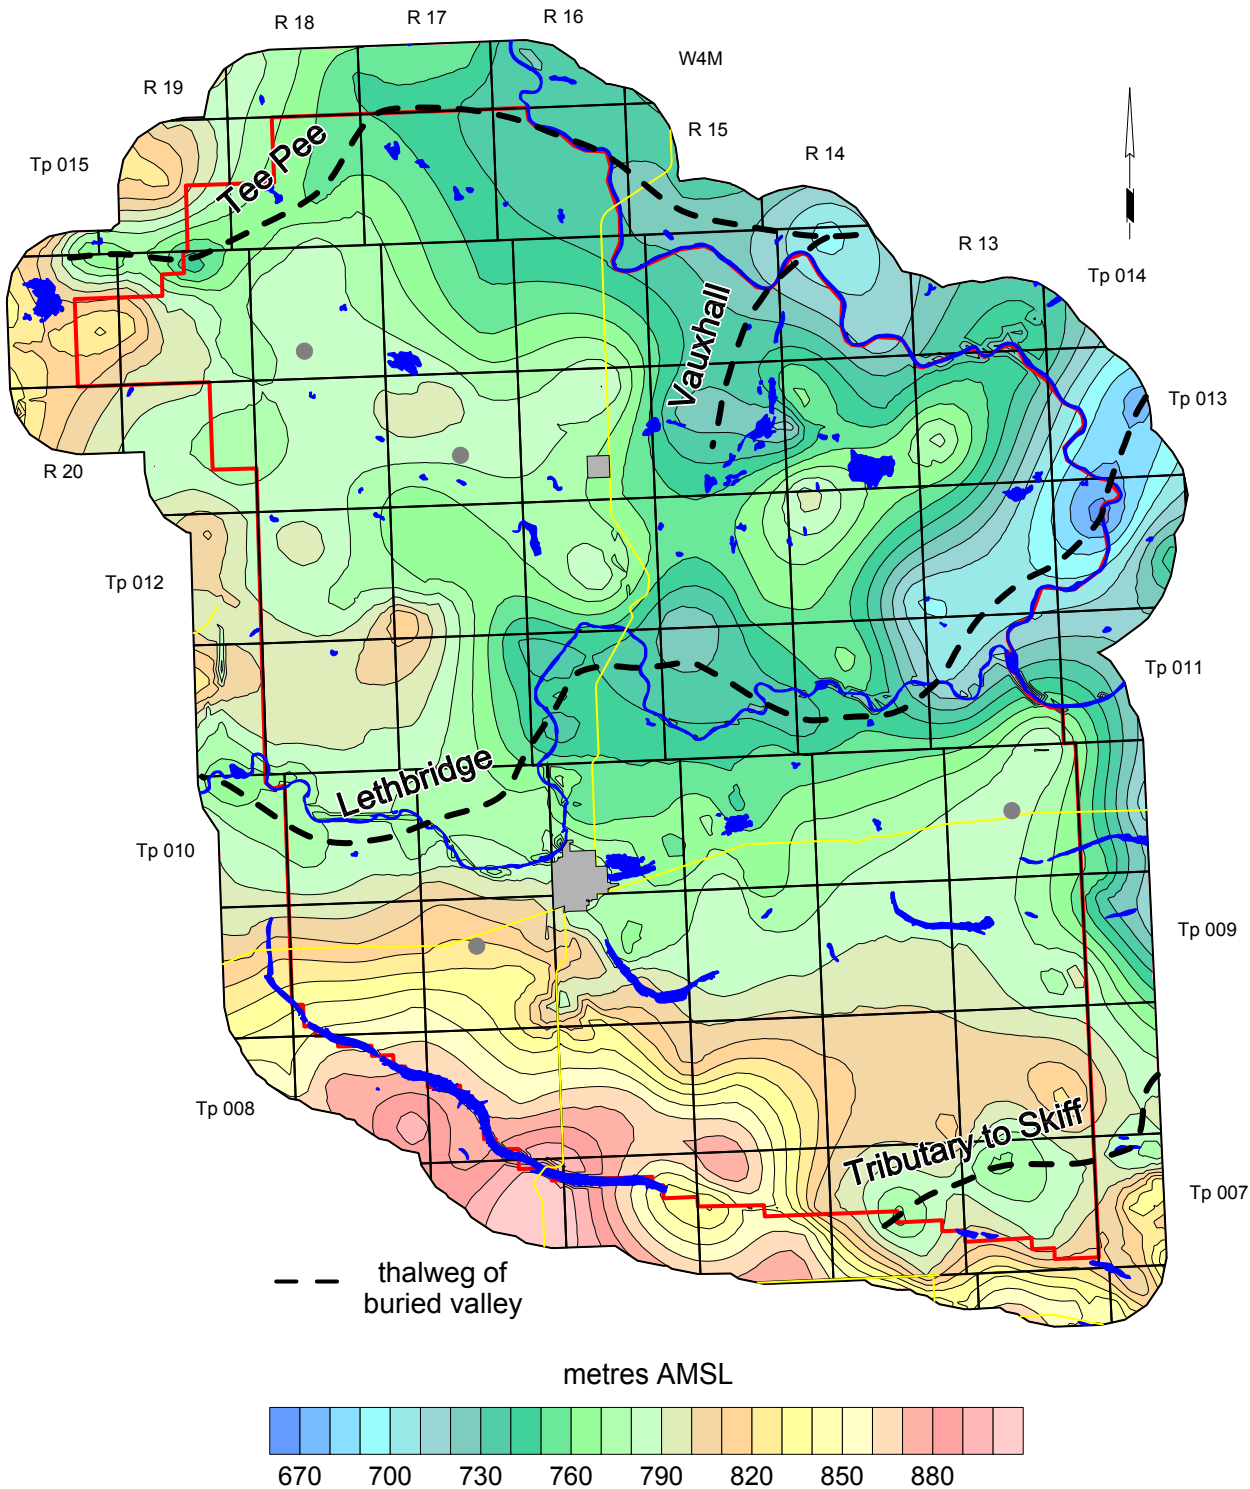 R 16
R 17
R 18
W4M
R 19
R 15
Tee Pee
R 14
Tp 015
R 13
Tp 014
Vauxhall
Tp 013
R 20
Tp 012
Tp 011
Lethbridge
Tp 010
Tp 009
Tp 008
Tributary to Skiff
Tp 007
thalweg of
buried valley
metres AMSL
670 700 730 760 790 820 850 880